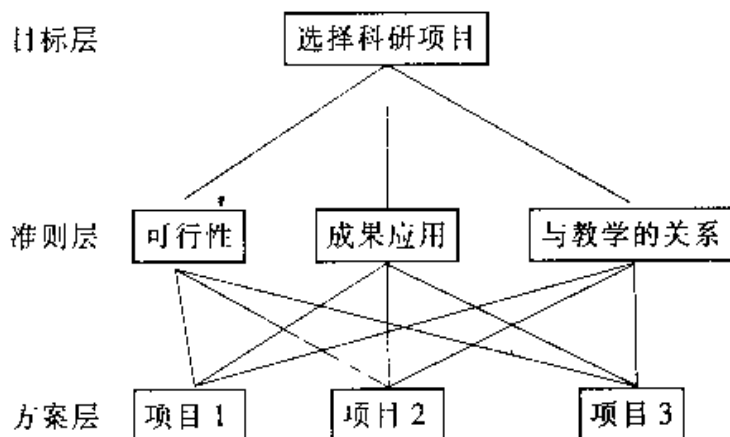 目标层 选择科研项目
准则层 可行性 成果应用 与教学的关系
方案层 项目1 项目2 项目3